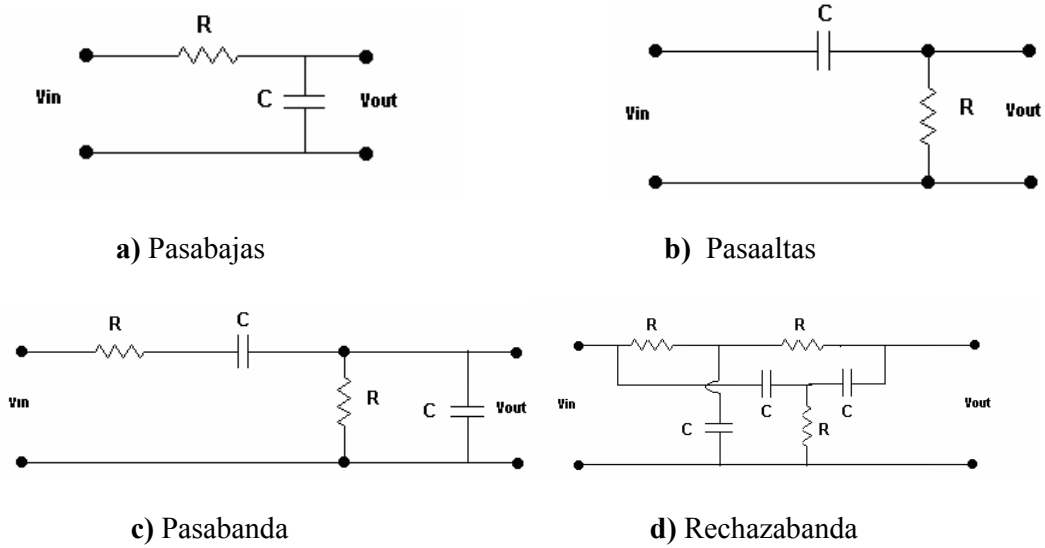 R
C
Vin
Vout
a) Pasabajas
C
R
Vin
Vout
b) Pasaaltas
R
C
R
C
Vin
Vout
c) Pasabanda
R
R
C
C
C
R
Vin
Vout
d) Rechazabanda